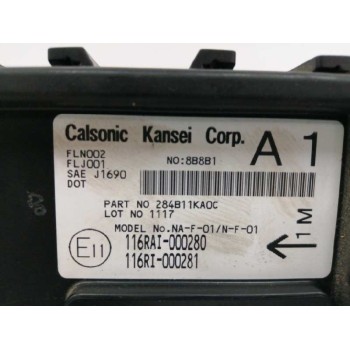 Calsonic Kansei Corp.
A 1
FLN002
FLJ001
NO:8B8B1
SAE J1690
DOT
PART NO 284B11KA0C
LOT NO 1117
MODEL No.NA-F-01/N-F-01
E11
116RAI-000280
116RI-000281
← 1M